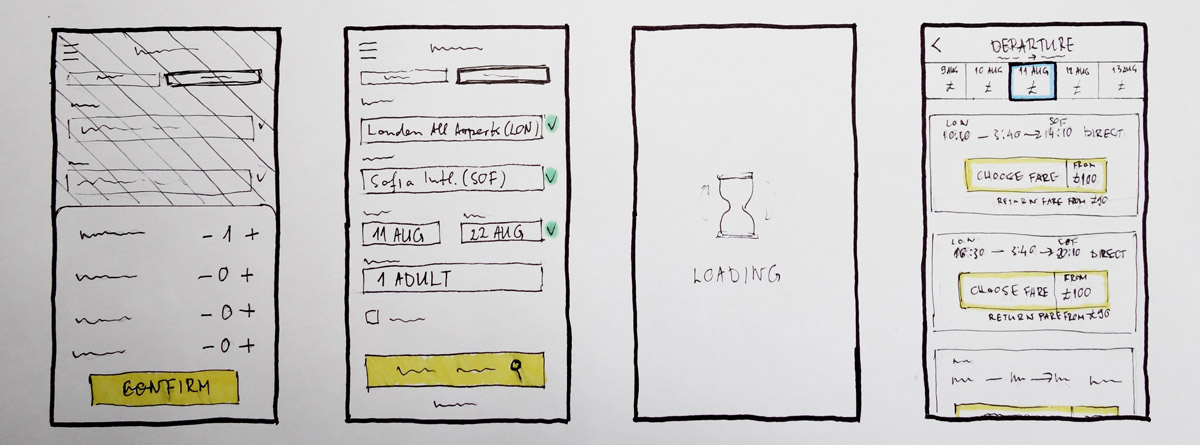 - 1 +
- 0 +
- 0 +
- 0 +
CONFIRM
London All Airports (LON)
Sofia Intl. (SOF)
11 AUG
22 AUG
1 ADULT
LOADING
< DEPARTURE
9 AUG 10 AUG 11 AUG 12 AUG 13 AUG
£ £ £ £ £
LON SOF
10:30 — 3:40 → 14:10 DIRECT
CHOOSE FARE
FROM
£100
RETURN FARE FROM £90
LON SOF
16:30 — 3:40 → 20:10 DIRECT
CHOOSE FARE
FROM
£100
RETURN FARE FROM £90